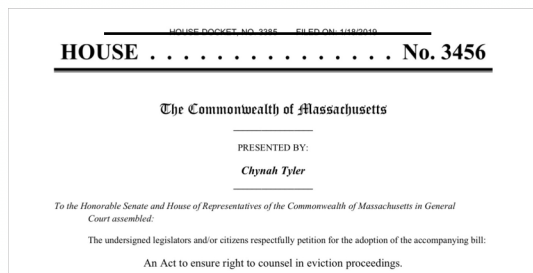 HOUSE DOCKET, NO. 3385 FILED ON: 1/18/2019
HOUSE . . . . . . . . . . . . . . . No. 3456
The Commonwealth of Massachusetts
PRESENTED BY:
Chynah Tyler
To the Honorable Senate and House of Representatives of the Commonwealth of Massachusetts in General
Court assembled:
The undersigned legislators and/or citizens respectfully petition for the adoption of the accompanying bill:
An Act to ensure right to counsel in eviction proceedings.